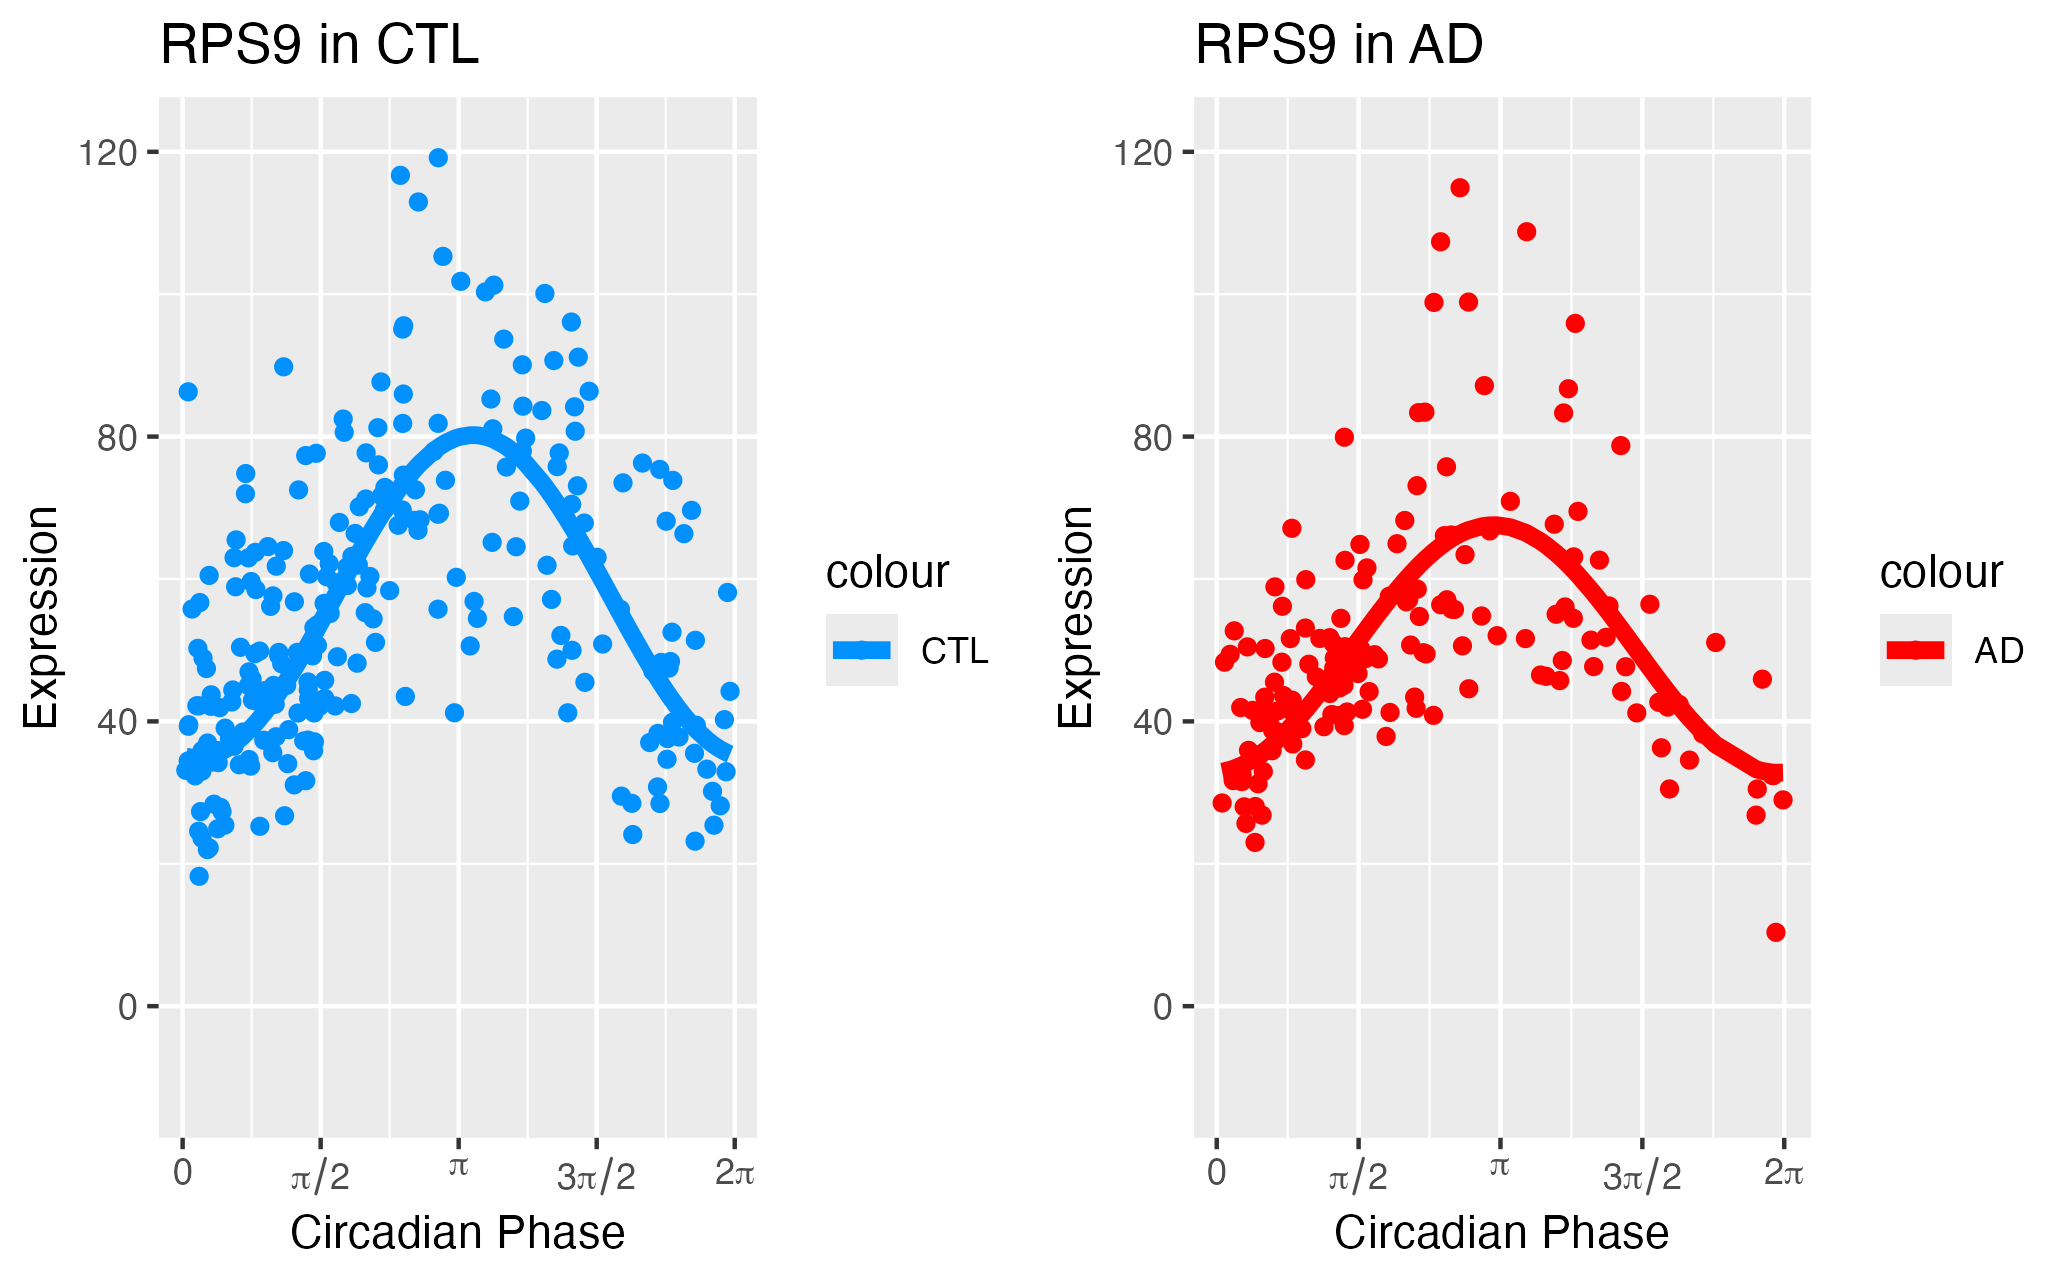 RPS9 in CTL
120
80
40
0
Expression
0 π/2 π 3π/2 2π
Circadian Phase
colour
CTL
RPS9 in AD
120
80
40
0
Expression
0 π/2 π 3π/2 2π
Circadian Phase
colour
AD